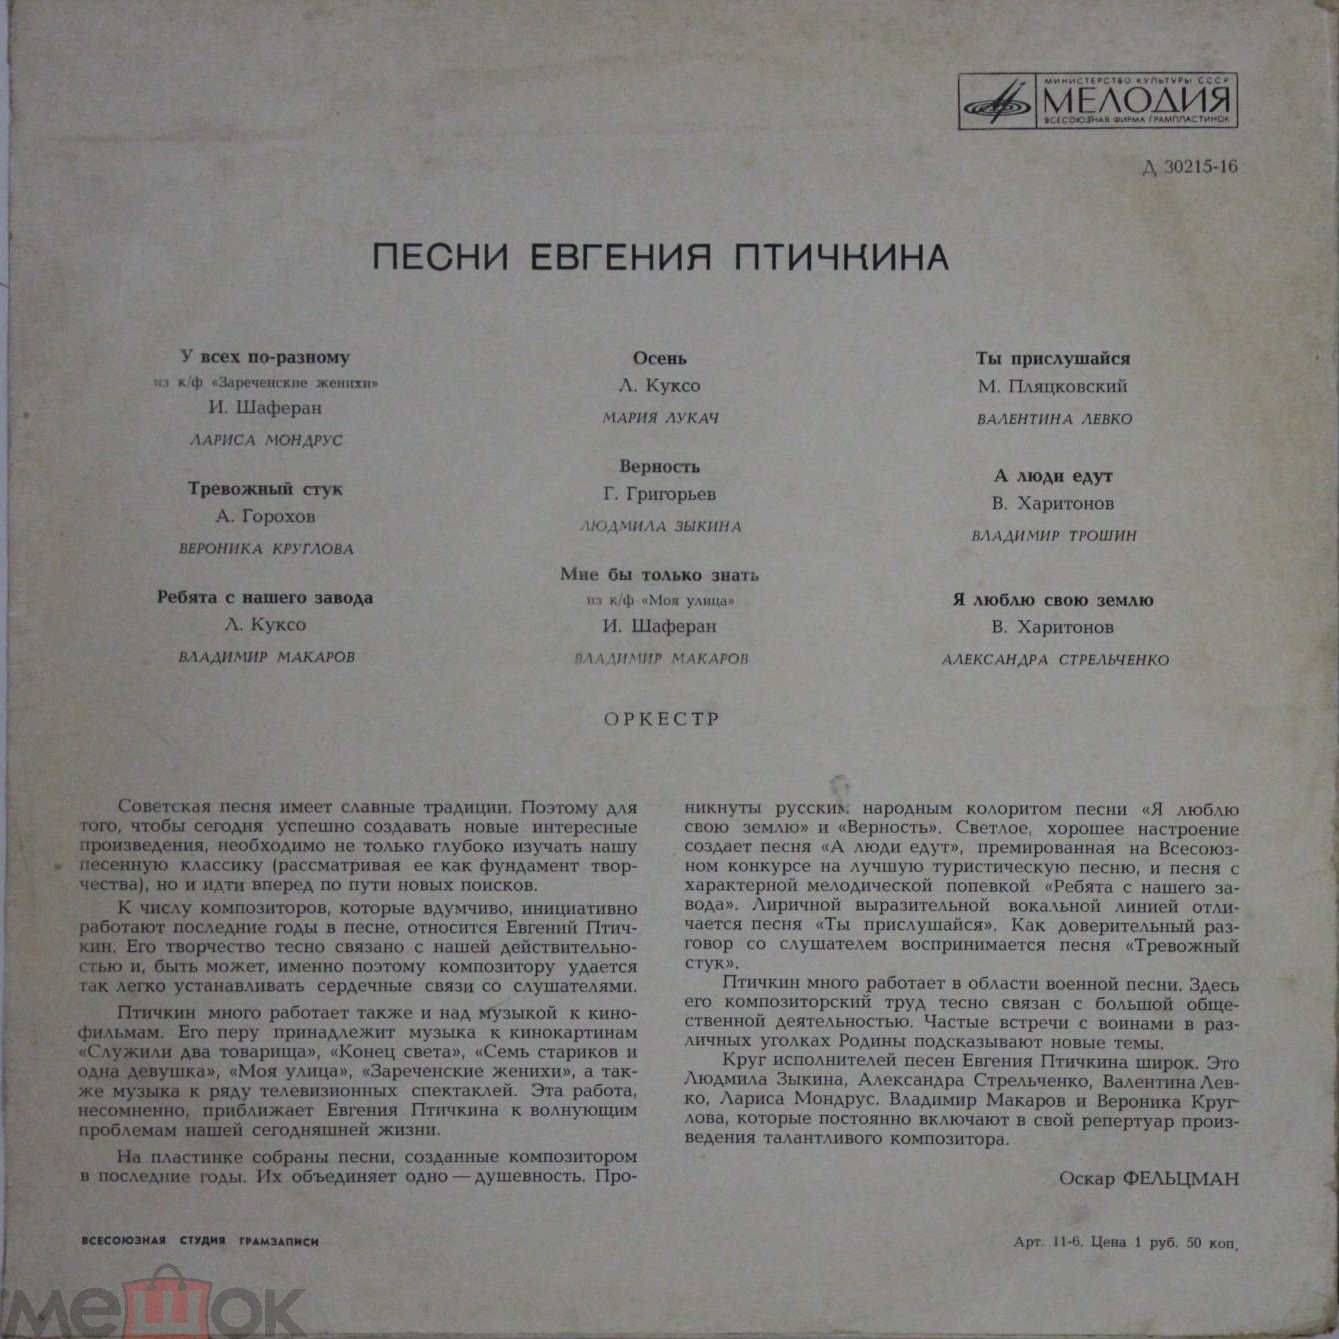 МИНИСТЕРСТВО КУЛЬТУРЫ СССР
МЕЛОДИЯ
ВСЕСОЮЗНАЯ ФИРМА ГРАМПЛАСТИНОК
Д 30215-16
ПЕСНИ ЕВГЕНИЯ ПТИЧКИНА
У всех по-разному
из к/ф «Зареченские женихи»
И. Шаферан
ЛАРИСА МОНДРУС
Тревожный стук
А. Горохов
ВЕРОНИКА КРУГЛОВА
Ребята с нашего завода
Л. Куксо
ВЛАДИМИР МАКАРОВ
Осень
Л. Куксо
МАРИЯ ЛУКАЧ
Верность
Г. Григорьев
ЛЮДМИЛА ЗЫКИНА
Мне бы только знать
из к/ф «Моя улица»
И. Шаферан
ВЛАДИМИР МАКАРОВ
Ты прислушайся
М. Пляцковский
ВАЛЕНТИНА ЛЕВКО
А люди едут
В. Харитонов
ВЛАДИМИР ТРОШИН
Я люблю свою землю
В. Харитонов
АЛЕКСАНДРА СТРЕЛЬЧЕНКО
ОРКЕСТР
Советская песня имеет славные традиции. Поэтому для
того, чтобы сегодня успешно создавать новые интересные
произведения, необходимо не только глубоко изучать нашу
песенную классику (рассматривая ее как фундамент твор-
чества), но и идти вперед по пути новых поисков.
К числу композиторов, которые вдумчиво, инициативно
работают последние годы в песне, относится Евгений Птич-
кин. Его творчество тесно связано с нашей действительно-
стью и, быть может, именно поэтому композитору удается
так легко устанавливать сердечные связи со слушателями.
Птичкин много работает также и над музыкой к кино-
фильмам. Его перу принадлежит музыка к кинокартинам
«Служили два товарища», «Конец света», «Семь стариков и
одна девушка», «Моя улица», «Зареченские женихи», а так-
же музыка к ряду телевизионных спектаклей. Эта работа,
несомненно, приближает Евгения Птичкина к волнующим
проблемам нашей сегодняшней жизни.
На пластинке собраны песни, созданные композитором
в последние годы. Их объединяет одно — душевность. Про-
никнуты русским народным колоритом песни «Я люблю
свою землю» и «Верность». Светлое, хорошее настроение
создает песня «А люди едут», премированная на Всесоюз-
ном конкурсе на лучшую туристическую песню, и песня с
характерной мелодической попевкой «Ребята с нашего за-
вода». Лиричной выразительной вокальной линией отли-
чается песня «Ты прислушайся». Как доверительный раз-
говор со слушателем воспринимается песня «Тревожный
стук».
Птичкин много работает в области военной песни. Здесь
его композиторский труд тесно связан с большой обще-
ственной деятельностью. Частые встречи с воинами в раз-
личных уголках Родины подсказывают новые темы.
Круг исполнителей песен Евгения Птичкина широк. Это
Людмила Зыкина, Александра Стрельченко, Валентина Лев-
ко, Лариса Мондрус. Владимир Макаров и Вероника Круг-
лова, которые постоянно включают в свой репертуар произ-
ведения талантливого композитора.
Оскар ФЕЛЬЦМАН
ВСЕСОЮЗНАЯ СТУДИЯ ГРАМЗАПИСИ
Арт. 11-6. Цена 1 руб. 50 коп.
мешок